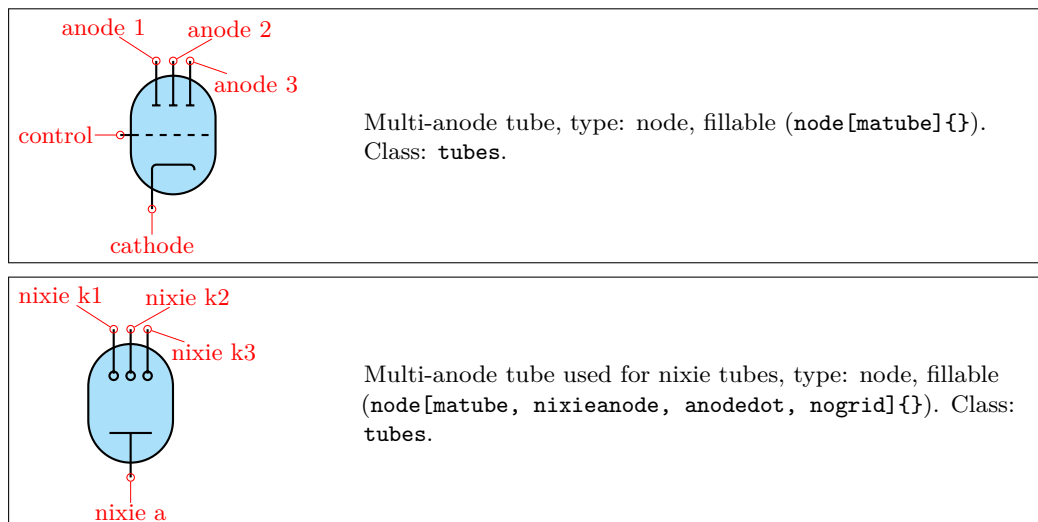 anode 1 anode 2
anode 3
control
cathode
Multi-anode tube, type: node, fillable (node[matube]{}).
Class: tubes.
nixie k1 nixie k2
nixie k3
nixie a
Multi-anode tube used for nixie tubes, type: node, fillable
(node[matube, nixieanode, anodedot, nogrid]{}). Class:
tubes.